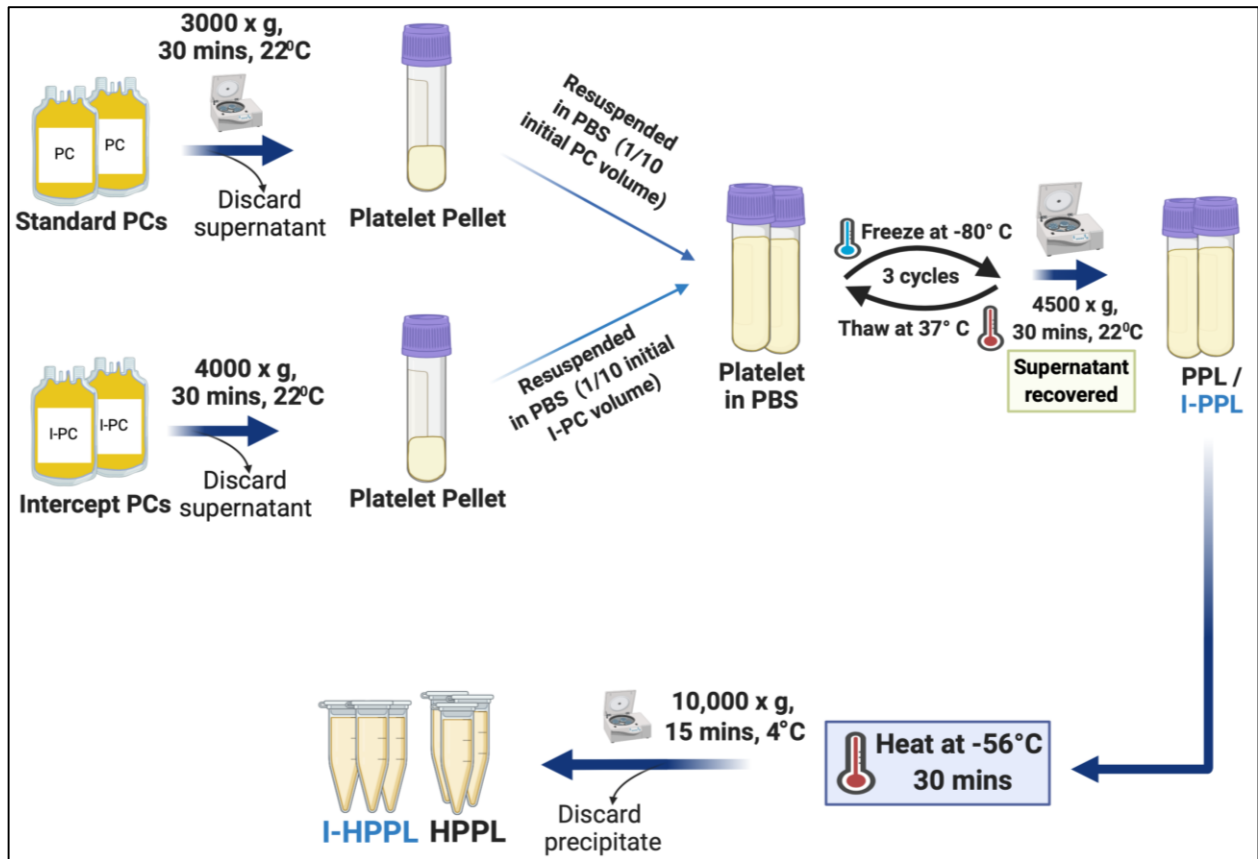 3000 x g,
30 mins, 22⁰C
PC
PC
Standard PCs
Discard
supernatant
Platelet Pellet
Resuspended
in PBS (1/10
initial PC volume)
4000 x g,
30 mins, 22⁰C
I-PC
I-PC
Intercept PCs
Discard
supernatant
Platelet Pellet
Resuspended
in PBS (1/10 initial
I-PC volume)
Platelet
in PBS
Freeze at -80° C
3 cycles
Thaw at 37° C
4500 x g,
30 mins, 22⁰C
Supernatant
recovered
PPL /
I-PPL
Heat at -56°C
30 mins
10,000 x g,
15 mins, 4°C
Discard
precipitate
I-HPPL
HPPL